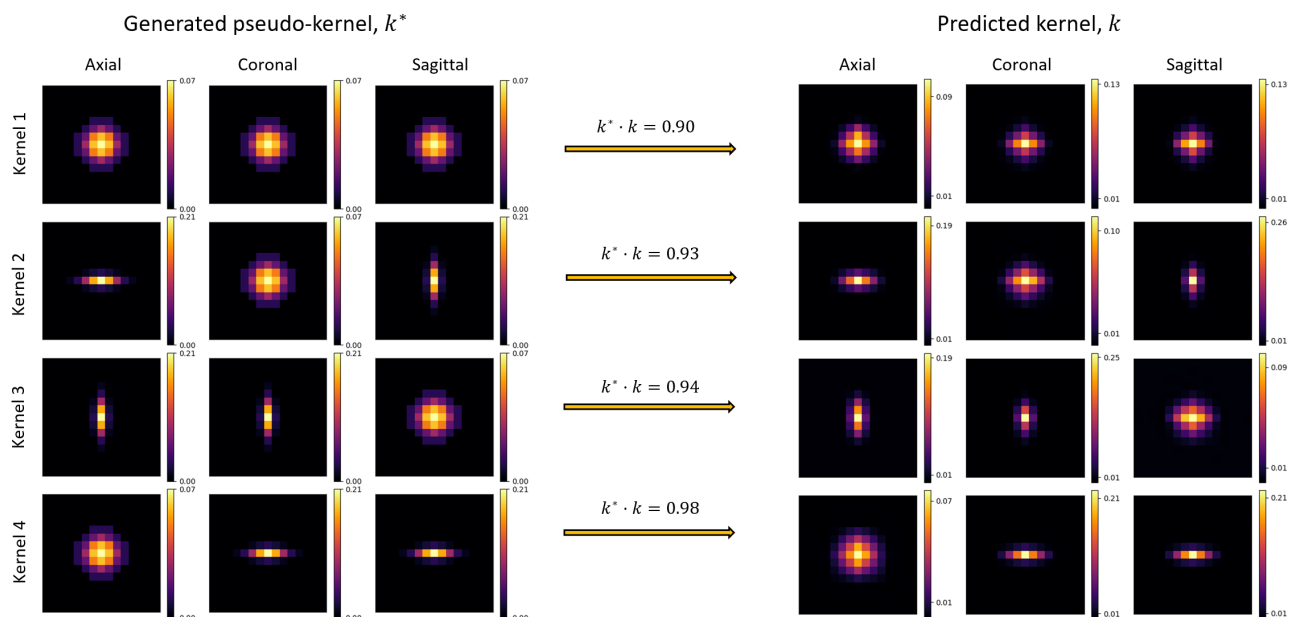 Generated pseudo-kernel, k*
Predicted kernel, k
Axial Coronal Sagittal
Axial Coronal Sagittal
Kernel 1
0.07 0.07 0.07
0.00 0.00 0.00
k* · k = 0.90
0.09 0.13 0.13
0.01 0.01 0.01
Kernel 2
0.21 0.07 0.21
0.00 0.00 0.00
k* · k = 0.93
0.19 0.10 0.26
0.01 0.01 0.01
Kernel 3
0.21 0.21 0.07
0.00 0.00 0.00
k* · k = 0.94
0.19 0.25 0.09
0.01 0.01 0.01
Kernel 4
0.07 0.21 0.21
0.00 0.00 0.00
k* · k = 0.98
0.07 0.21 0.21
0.01 0.01 0.01